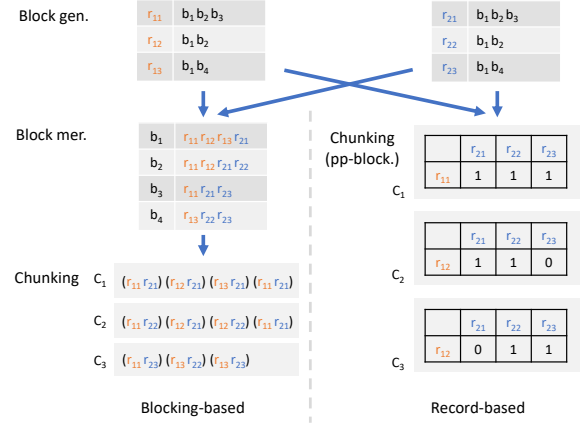 Block gen.
r11 b1 b2 b3
r12 b1 b2
r13 b1 b4
r21 b1 b2 b3
r22 b1 b2
r23 b1 b4
Block mer.
b1 r11 r12 r13 r21
b2 r11 r12 r21 r22
b3 r11 r21 r23
b4 r13 r22 r23
Chunking
C1 (r11 r21) (r12 r21) (r13 r21) (r11 r21)
C2 (r11 r22) (r12 r21) (r12 r22) (r11 r21)
C3 (r11 r23) (r13 r22) (r13 r23)
Blocking-based
Chunking
(pp-block.)
r21 r22 r23
r11 1 1 1
C1
r21 r22 r23
r12 1 1 0
C2
r21 r22 r23
r12 0 1 1
C3
Record-based